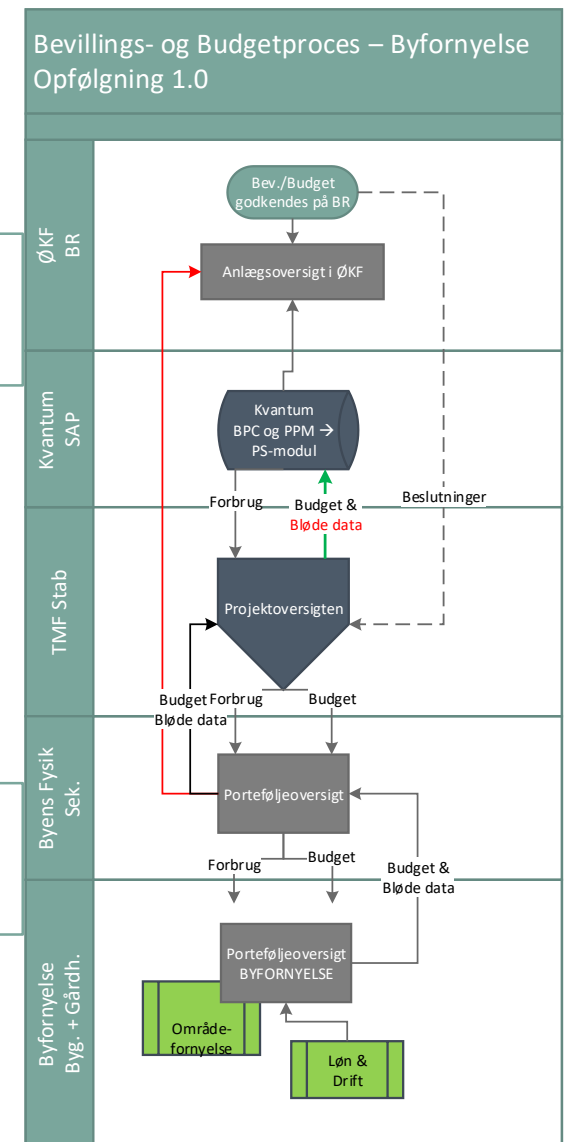 Bevillings- og Budgetproces – Byfornyelse
Opfølgning 1.0
ØKF
BR
Bev./Budget
godkendes på BR
Anlægsoversigt i ØKF
Kvantum
SAP
Kvantum
BPC og PPM →
PS-modul
Forbrug
Budget &
Bløde data
Beslutninger
TMF Stab
Projektoversigten
Budget
Bløde data
Forbrug
Budget
Byens Fysik
Sek.
Porteføljeoversigt
Forbrug
Budget
Budget &
Bløde data
Byfornyelse
Byg. + Gårdh.
Porteføljeoversigt
BYFORNYELSE
Område-
fornyelse
Løn &
Drift